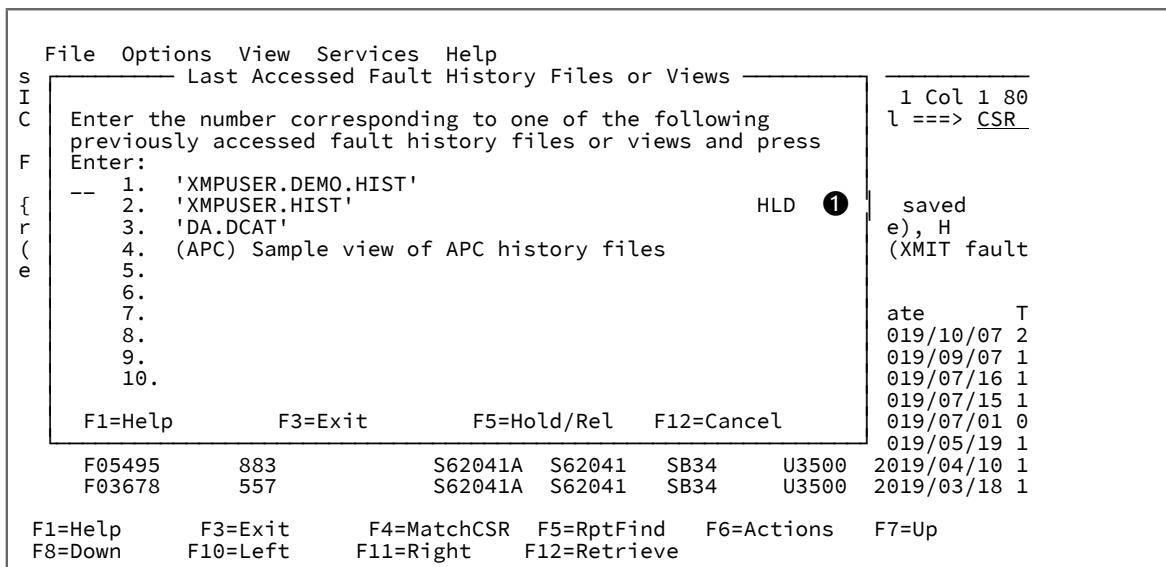 File  Options  View  Services  Help
s Last Accessed Fault History Files or Views
I 1 Col 1 80
C Enter the number corresponding to one of the following l ===> CSR
previously accessed fault history files or views and press
F Enter:
__ 1. 'XMPUSER.DEMO.HIST'
{ 2. 'XMPUSER.HIST' HLD 1 | saved
r 3. 'DA.DCAT' e), H
( 4. (APC) Sample view of APC history files (XMIT fault
e 5.
6.
7. ate T
8. 019/10/07 2
9. 019/09/07 1
10. 019/07/16 1
019/07/15 1
F1=Help F3=Exit F5=Hold/Rel F12=Cancel 019/07/01 0
019/05/19 1
F05495 883 S62041A S62041 SB34 U3500 2019/04/10 1
F03678 557 S62041A S62041 SB34 U3500 2019/03/18 1
F1=Help F3=Exit F4=MatchCSR F5=RptFind F6=Actions F7=Up
F8=Down F10=Left F11=Right F12=Retrieve